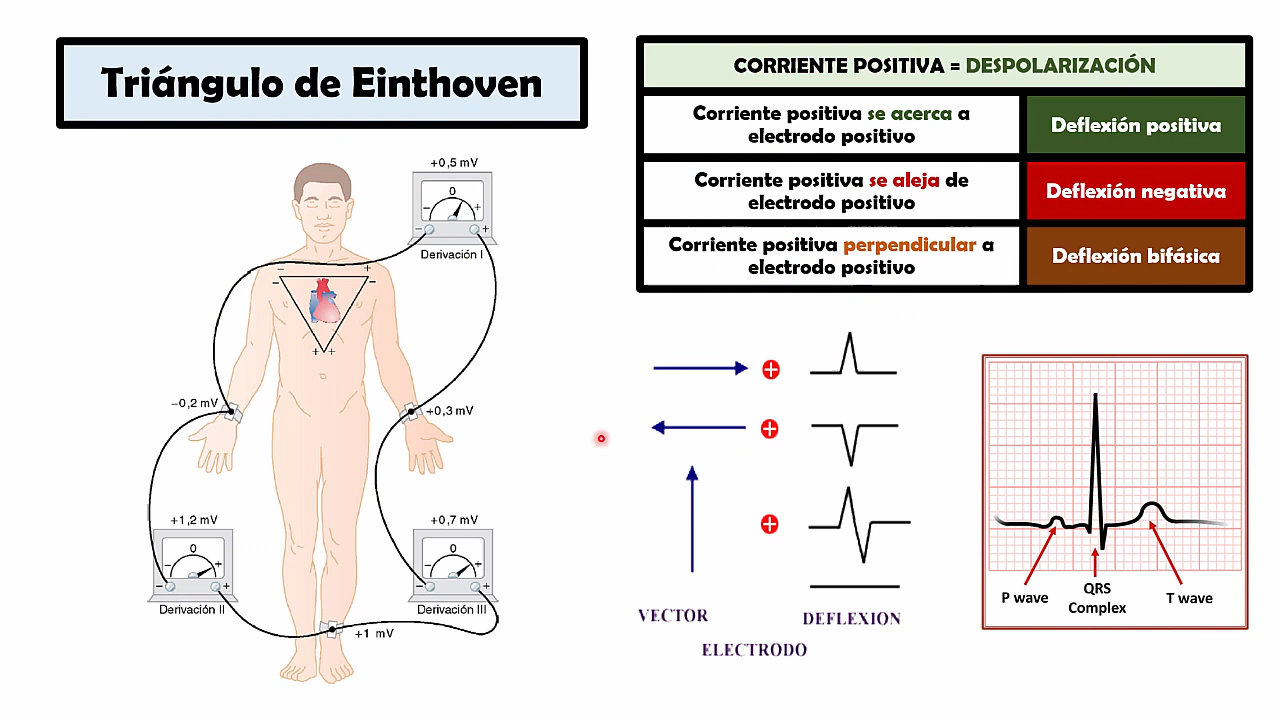 Triángulo de Einthoven
CORRIENTE POSITIVA = DESPOLARIZACIÓN
Corriente positiva se acerca a
electrodo positivo
Deflexión positiva
Corriente positiva se aleja de
electrodo positivo
Deflexión negativa
Corriente positiva perpendicular a
electrodo positivo
Deflexión bifásica
+0,5 mV
0
- +
- +
Derivación I
- +
- -
+ +
-0,2 mV
+0,3 mV
+1,2 mV
0
- +
- +
Derivación II
+0,7 mV
0
- +
- +
Derivación III
+1 mV
+
+
+
VECTOR
DEFLEXION
ELECTRODO
P wave
QRS
Complex
T wave